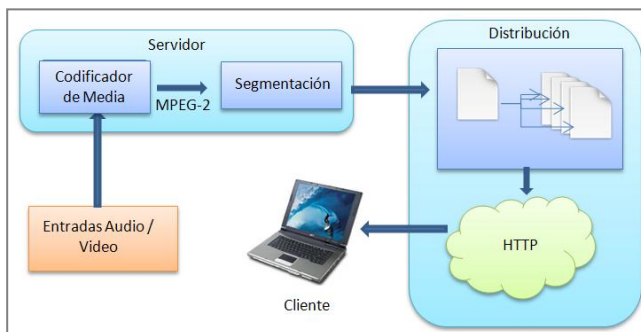 Servidor
Codificador
de Media
MPEG-2
Segmentación
Distribución
HTTP
Entradas Audio /
Video
Cliente